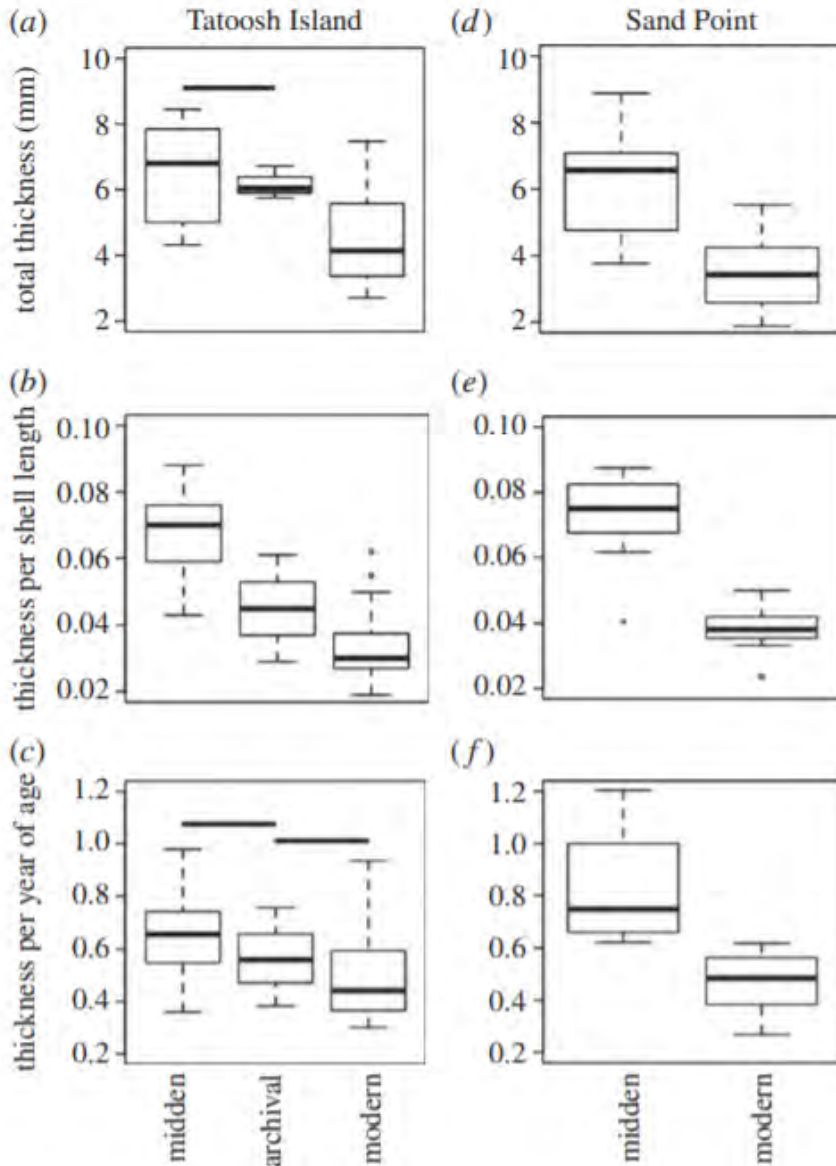 (a) Tatoosh Island
total thickness (mm)
10
8
6
4
2
(d) Sand Point
10
8
6
4
2
(b)
thickness per shell length
0.10
0.08
0.06
0.04
0.02
(e)
0.10
0.08
0.06
0.04
0.02
(c)
thickness per year of age
1.2
1.0
0.8
0.6
0.4
0.2
midden
archival
modern
(f)
1.2
1.0
0.8
0.6
0.4
0.2
midden
modern